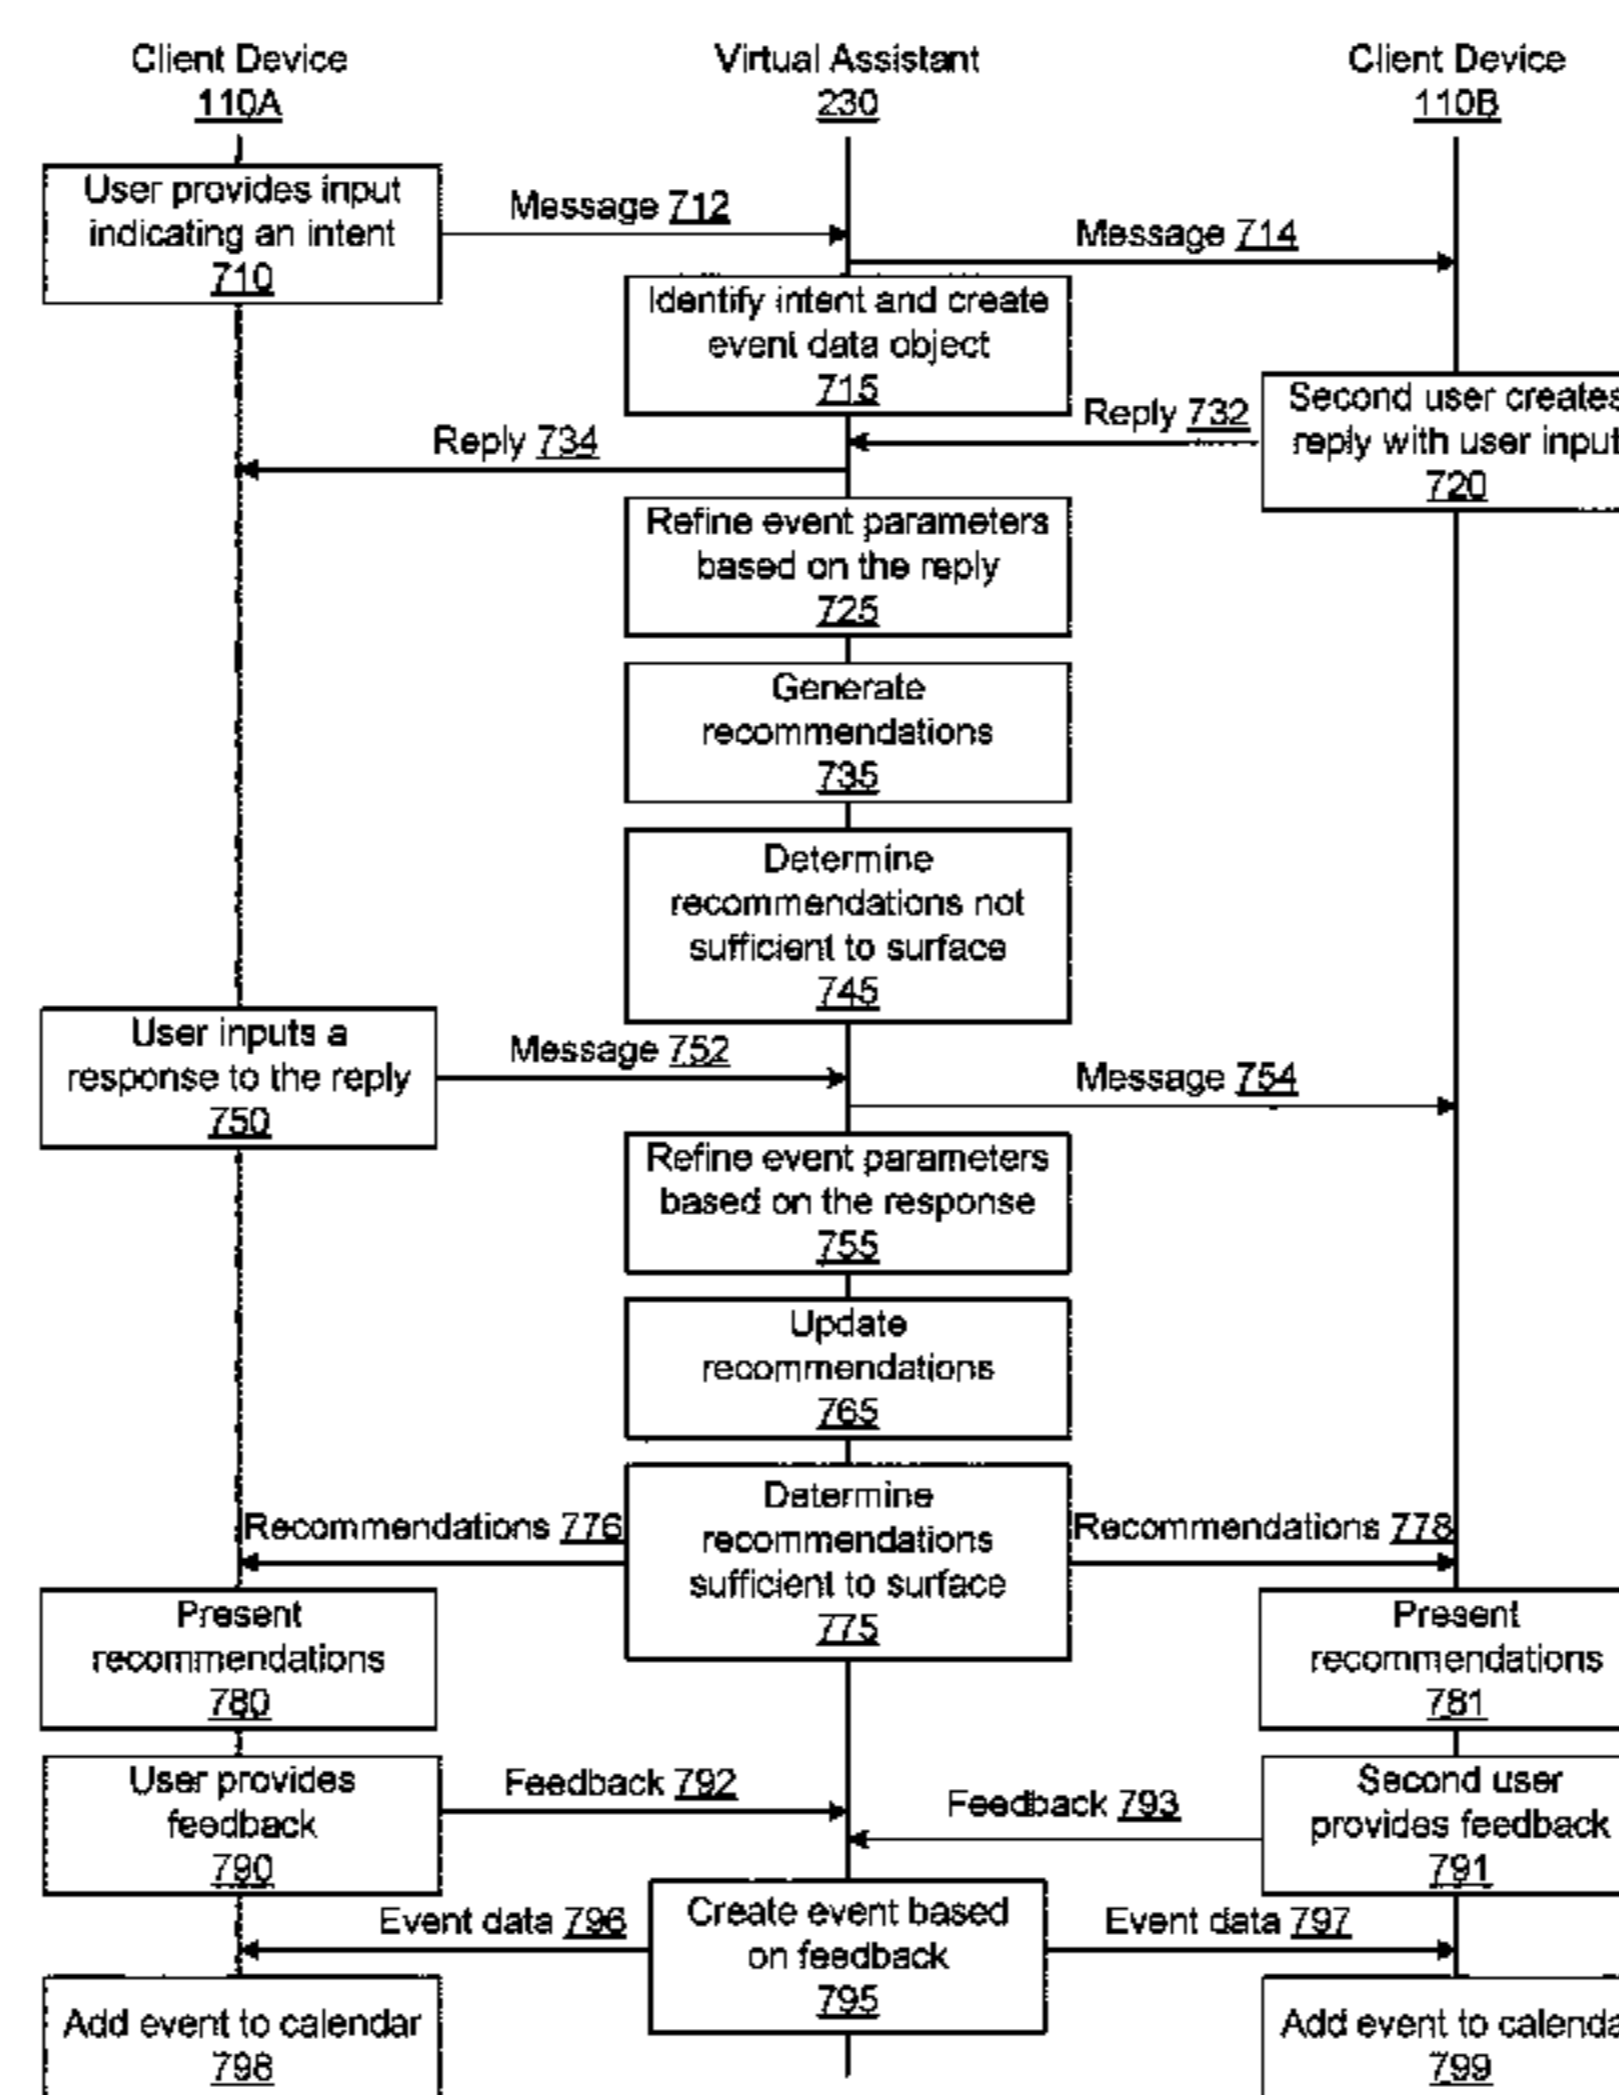 Client Device
110A
Virtual Assistant
230
Client Device
110B
User provides input
indicating an intent
710
Message 712
Message 714
Identify intent and create
event data object
715
Second user creates
reply with user input
720
Reply 732
Reply 734
Refine event parameters
based on the reply
725
Generate
recommendations
735
Determine
recommendations not
sufficient to surface
745
User inputs a
response to the reply
750
Message 752
Message 754
Refine event parameters
based on the response
755
Update
recommendations
765
Determine
recommendations
sufficient to surface
775
Recommendations 776
Recommendations 778
Present
recommendations
780
Present
recommendations
781
User provides
feedback
790
Feedback 792
Feedback 793
Second user
provides feedback
791
Create event based
on feedback
795
Event data 796
Event data 797
Add event to calendar
798
Add event to calenda
799